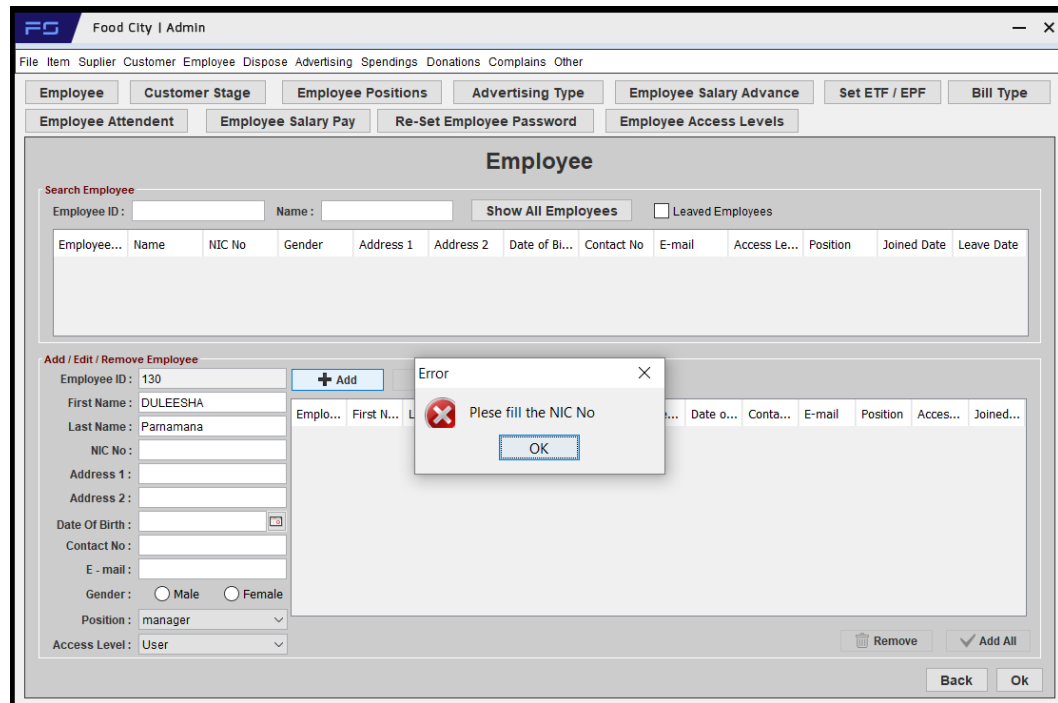 FS Food City | Admin
File Item Suplier Customer Employee Dispose Advertising Spendings Donations Complains Other
Employee Customer Stage Employee Positions Advertising Type Employee Salary Advance Set ETF / EPF Bill Type
Employee Attendent Employee Salary Pay Re-Set Employee Password Employee Access Levels
Employee
Search Employee
Employee ID : Name : Show All Employees Leaved Employees
Employee... Name NIC No Gender Address 1 Address 2 Date of Bi... Contact No E-mail Access Le... Position Joined Date Leave Date
Add / Edit / Remove Employee
Employee ID : 130 Add
First Name : DULEESHA
Last Name : Parnamana
NIC No :
Address 1 :
Address 2 :
Date Of Birth :
Contact No :
E - mail :
Gender : Male Female
Position : manager
Access Level : User
Emplo... First N... L e... Date o... Conta... E-mail Position Acces... Joined...
Error
Plese fill the NIC No
OK
Remove Add All
Back Ok